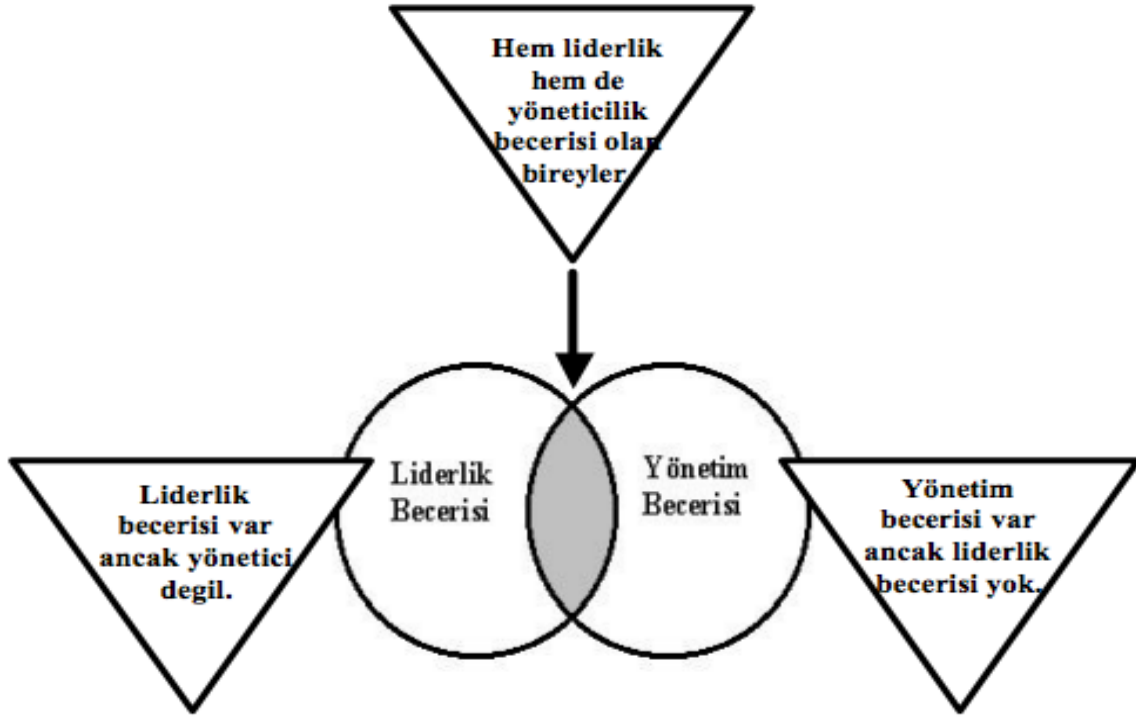 Hem liderlik
hem de
yöneticilik
becerisi olan
bireyler
Liderlik
Becerisi
Yönetim
Becerisi
Liderlik
becerisi var
ancak yönetici
degil.
Yönetim
becerisi var
ancak liderlik
becerisi yok.